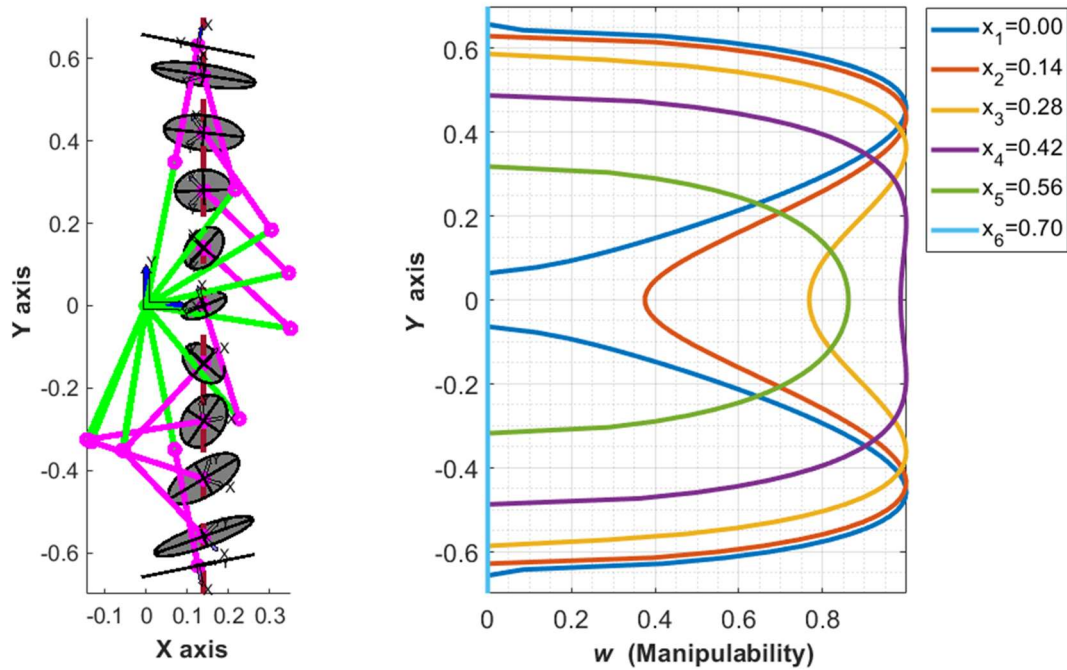 0.6
0.4
0.2
0
-0.2
-0.4
-0.6
Y axis
-0.1 0 0.1 0.2 0.3
X axis
0.6
0.4
0.2
0
-0.2
-0.4
-0.6
Y axis
0 0.2 0.4 0.6 0.8
w (Manipulability)
x₁=0.00
x₂=0.14
x₃=0.28
x₄=0.42
x₅=0.56
x₆=0.70